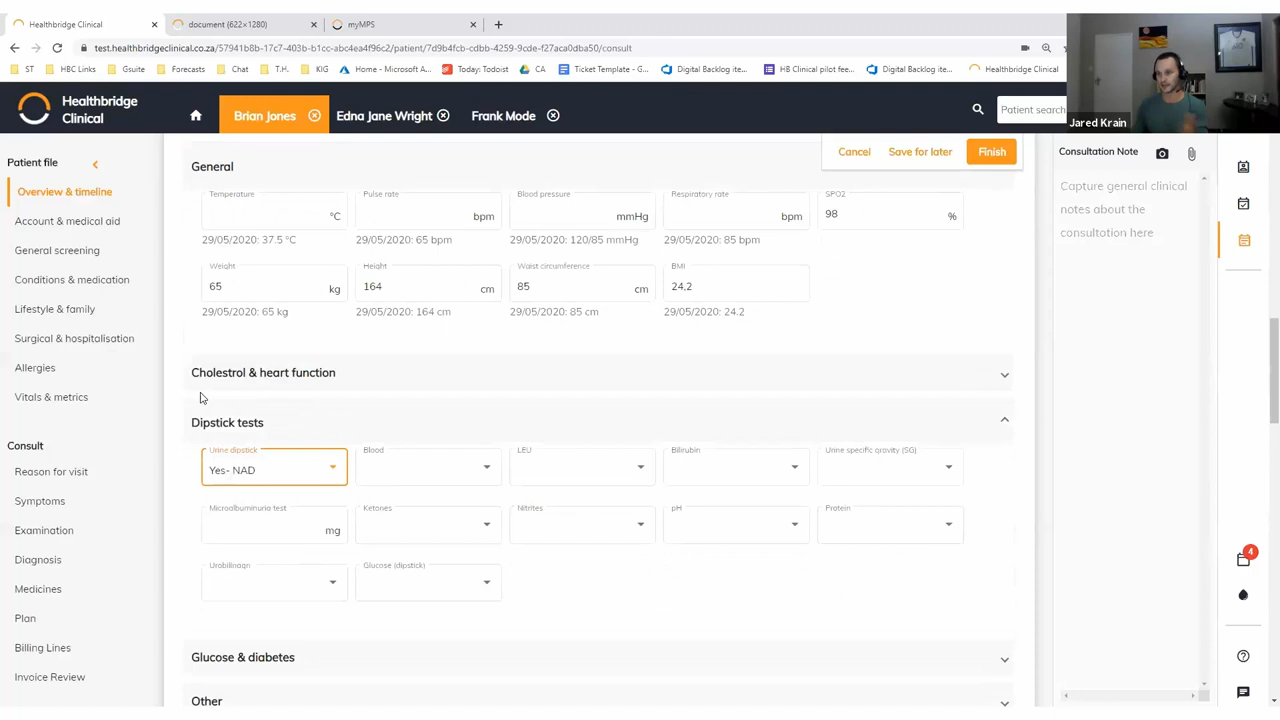 Healthbridge Clinical
document (622×1280)
myMPS
test.healthbridgeclinical.co.za/57941b8b-17c7-403b-b1cc-abc4ea4f96c2/patient/7d9b4fcb-cdbb-4259-9cde-f27aca0dba50/consult
ST HBC Links Gsuite Forecasts Chat T.H. KIG Home - Microsoft A... Today: Todoist CA Ticket Template - G... Digital Backlog ite... HB Clinical pilot fee... Digital Backlog ite... Healthbridge Clinical
Healthbridge
Clinical
Brian Jones Edna Jane Wright Frank Mode
Patient search
Jared Krain
Patient file
Overview & timeline
Account & medical aid
General screening
Conditions & medication
Lifestyle & family
Surgical & hospitalisation
Allergies
Vitals & metrics
Consult
Reason for visit
Symptoms
Examination
Diagnosis
Medicines
Plan
Billing Lines
Invoice Review
Cancel Save for later Finish
General
Temperature Pulse rate Blood pressure Respiratory rate SPO2
°C bpm mmHg bpm 98 %
29/05/2020: 37.5 °C 29/05/2020: 65 bpm 29/05/2020: 120/85 mmHg 29/05/2020: 85 bpm
Weight Height Waist circumference BMI
65 kg 164 cm 85 cm 24,2
29/05/2020: 65 kg 29/05/2020: 164 cm 29/05/2020: 85 cm 29/05/2020: 24.2
Cholestrol & heart function
Dipstick tests
Urine dipstick Blood LEU Bilirubin Urine specific gravity (SG)
Yes- NAD
Microalbuminuria test Ketones Nitrites pH Protein
mg
Urobilinogn Glucose (dipstick)
Glucose & diabetes
Other
Consultation Note
Capture general clinical
notes about the
consultation here
4